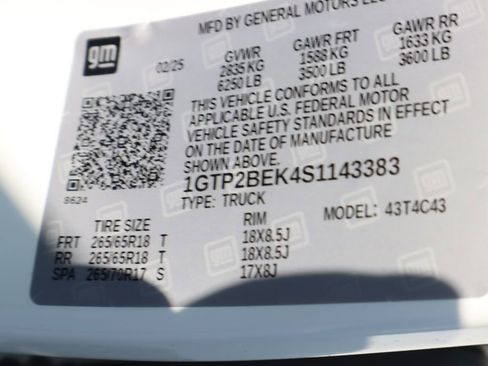 MFD BY GENERAL MOTORS LLC
gm
02/25
GVWR GAWR FRT GAWR RR
2835 KG 1588 KG 1633 KG
6250 LB 3500 LB 3600 LB
THIS VEHICLE CONFORMS TO ALL
APPLICABLE U.S. FEDERAL MOTOR
VEHICLE SAFETY STANDARDS IN EFFECT
ON THE DATE OF MANUFACTURE
SHOWN ABOVE.
8624
1GTP2BEK4S1143383
TYPE: TRUCK MODEL: 43T4C43
TIRE SIZE RIM
FRT 265/65R18 T 18X8.5J
RR 265/65R18 T 18X8.5J
SPA 265/70R17 S 17X8J